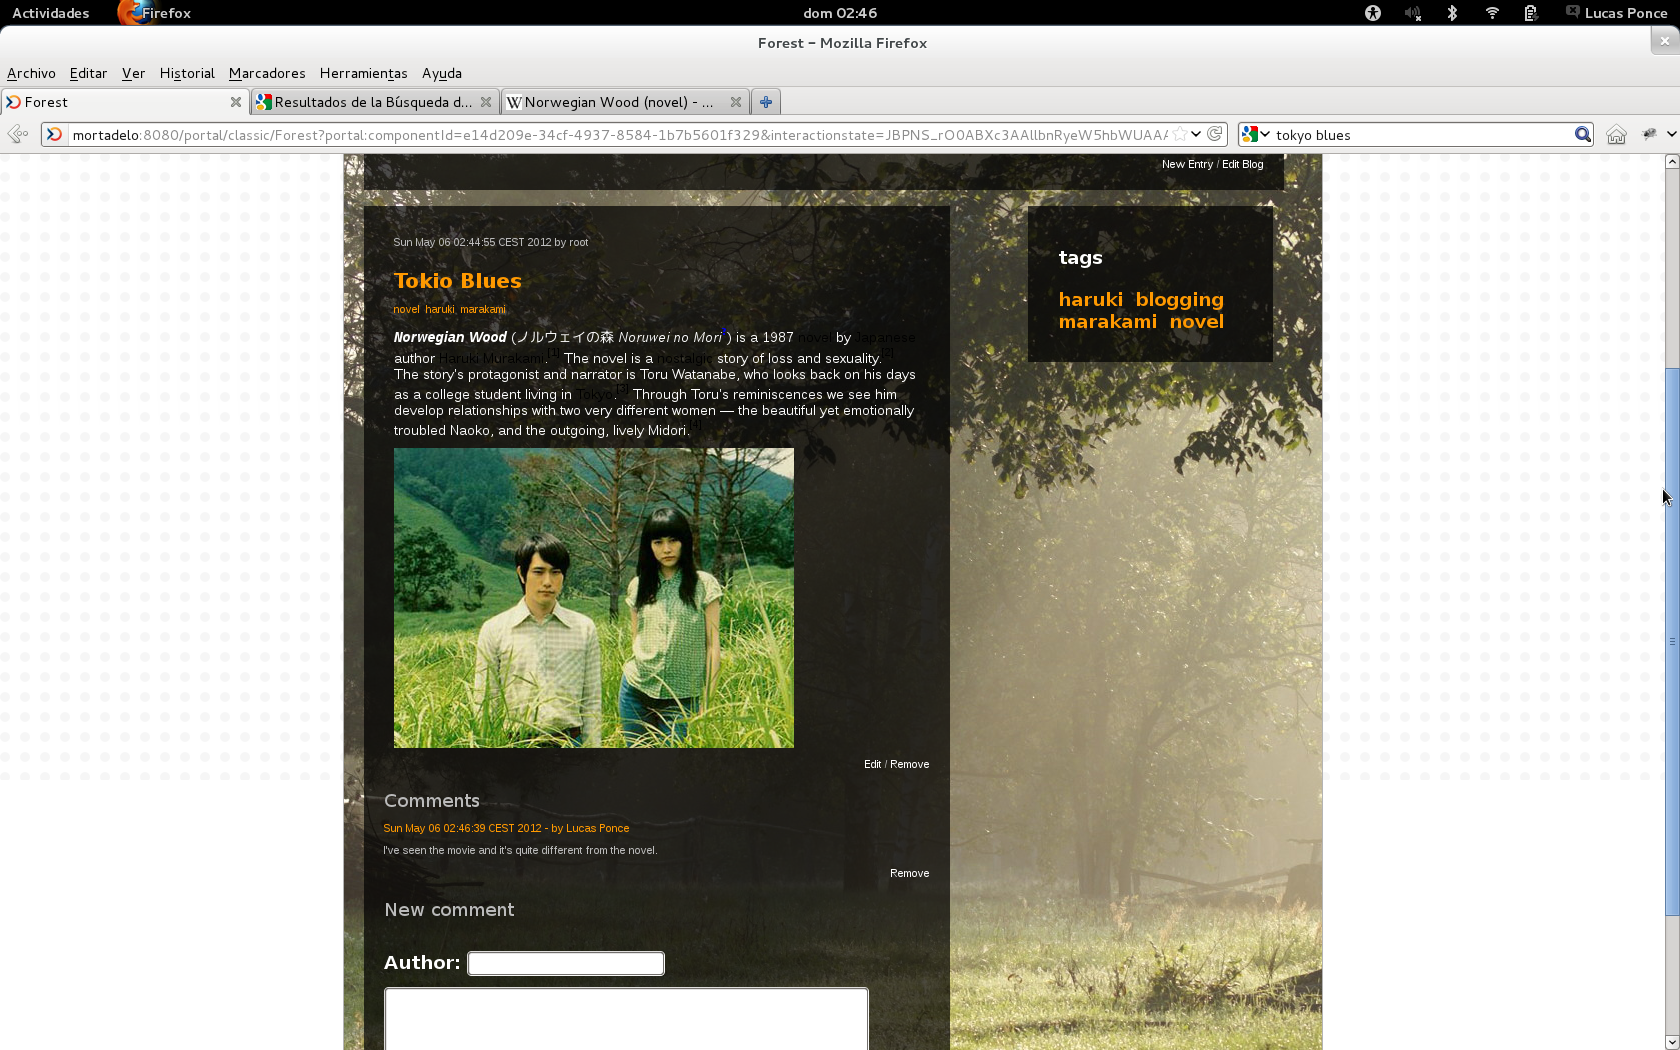 Actividades Firefox dom 02:46 Lucas Ponce
Forest - Mozilla Firefox
Archivo Editar Ver Historial Marcadores Herramientas Ayuda
Forest Resultados de la Búsqueda d... Norwegian Wood (novel) - ...
mortadelo:8080/portal/classic/Forest?portal:componentId=e14d209e-34cf-4937-8584-1b7b5601f329&interactionstate=JBPNS_rO0ABXc3AAllbnRyeW5hbWUAA tokyo blues
New Entry / Edit Blog
Sun May 06 02:44:55 CEST 2012 by root
Tokio Blues
novel haruki marakami
Norwegian Wood (ノルウェイの森 Noruwei no Mori ) is a 1987 novel by Japanese
author Haruki Murakami.[1] The novel is a nostalgic story of loss and sexuality.[2]
The story's protagonist and narrator is Toru Watanabe, who looks back on his days
as a college student living in Tokyo.[3] Through Toru's reminiscences we see him
develop relationships with two very different women — the beautiful yet emotionally
troubled Naoko, and the outgoing, lively Midori.[4]
Edit / Remove
Comments
Sun May 06 02:46:39 CEST 2012 - by Lucas Ponce
I've seen the movie and it's quite different from the novel.
Remove
New comment
Author:
tags
haruki blogging
marakami novel